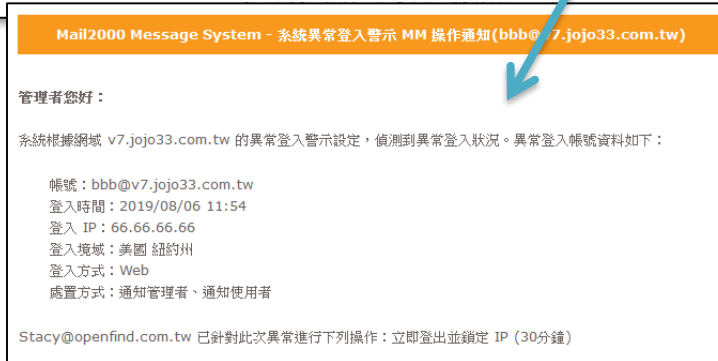 Mail2000 Message System - 系統異常登入警示 MM 操作通知(bbb@v7.jojo33.com.tw)
管理者您好：
系統根據網域 v7.jojo33.com.tw 的異常登入警示設定，偵測到異常登入狀況。異常登入帳號資料如下：
帳號：bbb@v7.jojo33.com.tw
登入時間：2019/08/06 11:54
登入 IP：66.66.66.66
登入境域：美國 紐約州
登入方式：Web
處置方式：通知管理者、通知使用者
Stacy@openfind.com.tw 已針對此次異常進行下列操作：立即登出並鎖定 IP (30分鐘)